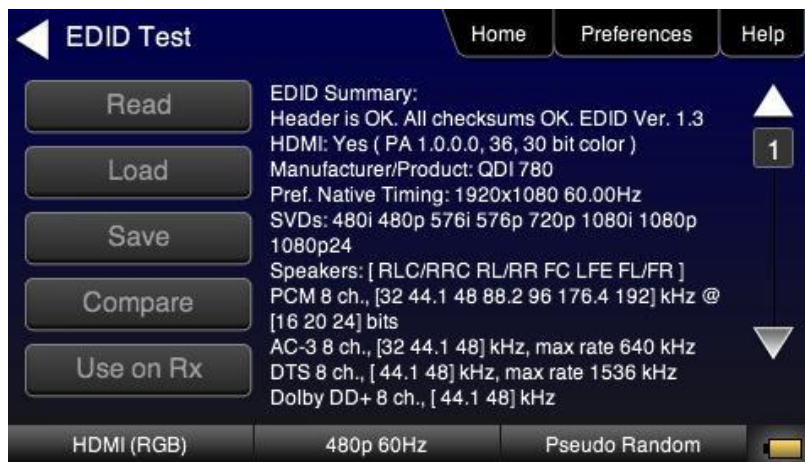 EDID Test
Home
Preferences
Help
Read
Load
Save
Compare
Use on Rx
EDID Summary:
Header is OK. All checksums OK. EDID Ver. 1.3
HDMI: Yes ( PA 1.0.0.0, 36, 30 bit color )
Manufacturer/Product: QDI 780
Pref. Native Timing: 1920x1080 60.00Hz
SVDs: 480i 480p 576i 576p 720p 1080i 1080p
1080p24
Speakers: [ RLC/RRC RL/RR FC LFE FL/FR ]
PCM 8 ch., [32 44.1 48 88.2 96 176.4 192] kHz @
[16 20 24] bits
AC-3 8 ch., [32 44.1 48] kHz, max rate 640 kHz
DTS 8 ch., [ 44.1 48] kHz, max rate 1536 kHz
Dolby DD+ 8 ch., [ 44.1 48] kHz
1
HDMI (RGB)
480p 60Hz
Pseudo Random